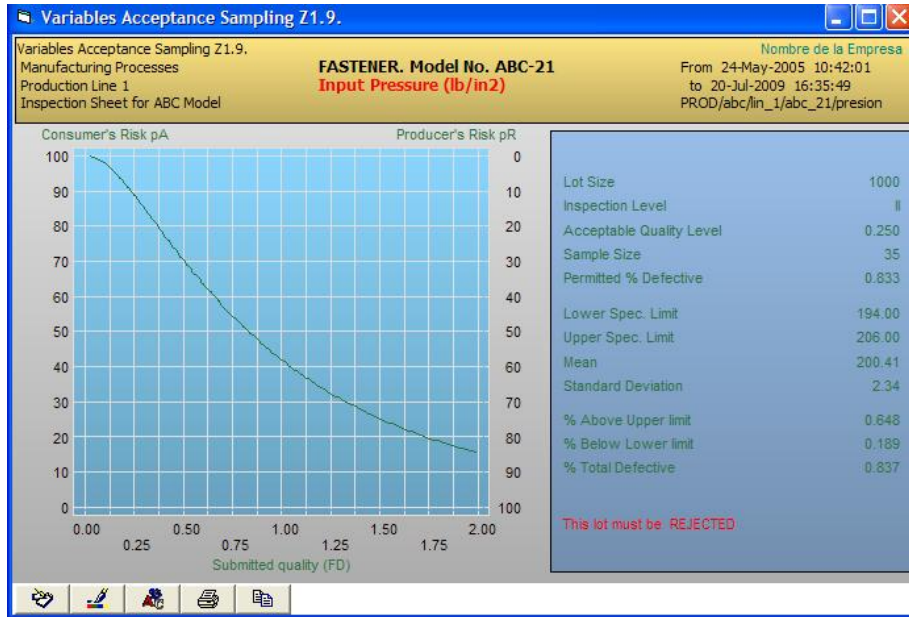 Variables Acceptance Sampling Z1.9.
Variables Acceptance Sampling Z1.9.
Manufacturing Processes
Production Line 1
Inspection Sheet for ABC Model
FASTENER. Model No. ABC-21
Input Pressure (lb/in2)
Nombre de la Empresa
From 24-May-2005 10:42:01
to 20-Jul-2009 16:35:49
PROD/abc/lin_1/abc_21/presion
Consumer's Risk pA
Producer's Risk pR
100 0
90 10
80 20
70 30
60 40
50 50
40 60
30 70
20 80
10 90
0 100
0.00 0.50 1.00 1.50 2.00
0.25 0.75 1.25 1.75
Submitted quality (FD)
Lot Size 1000
Inspection Level II
Acceptable Quality Level 0.250
Sample Size 35
Permitted % Defective 0.833
Lower Spec. Limit 194.00
Upper Spec. Limit 206.00
Mean 200.41
Standard Deviation 2.34
% Above Upper limit 0.648
% Below Lower limit 0.189
% Total Defective 0.837
This lot must be REJECTED